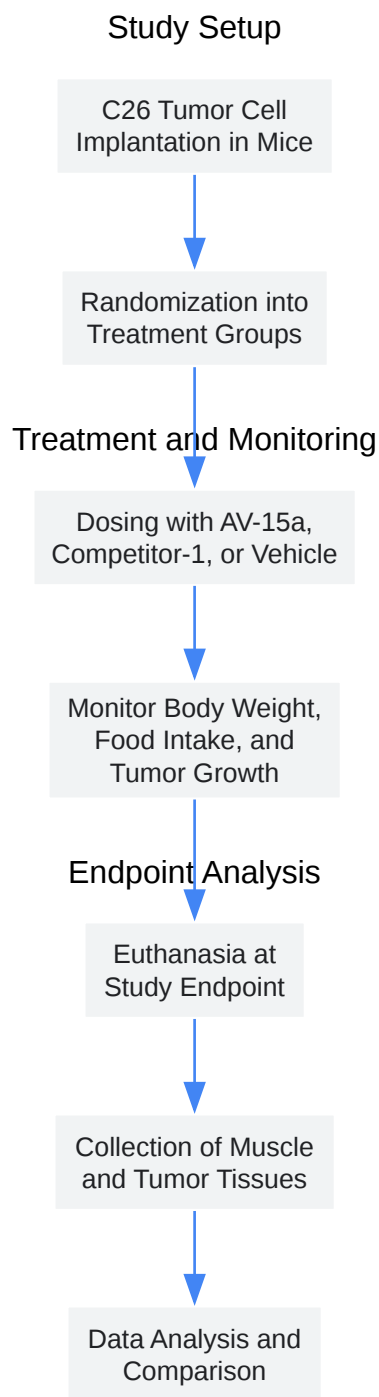 Study Setup
C26 Tumor Cell
Implantation in Mice
Randomization into
Treatment Groups
Treatment and Monitoring
Dosing with AV-15a,
Competitor-1, or Vehicle
Monitor Body Weight,
Food Intake, and
Tumor Growth
Endpoint Analysis
Euthanasia at
Study Endpoint
Collection of Muscle
and Tumor Tissues
Data Analysis and
Comparison